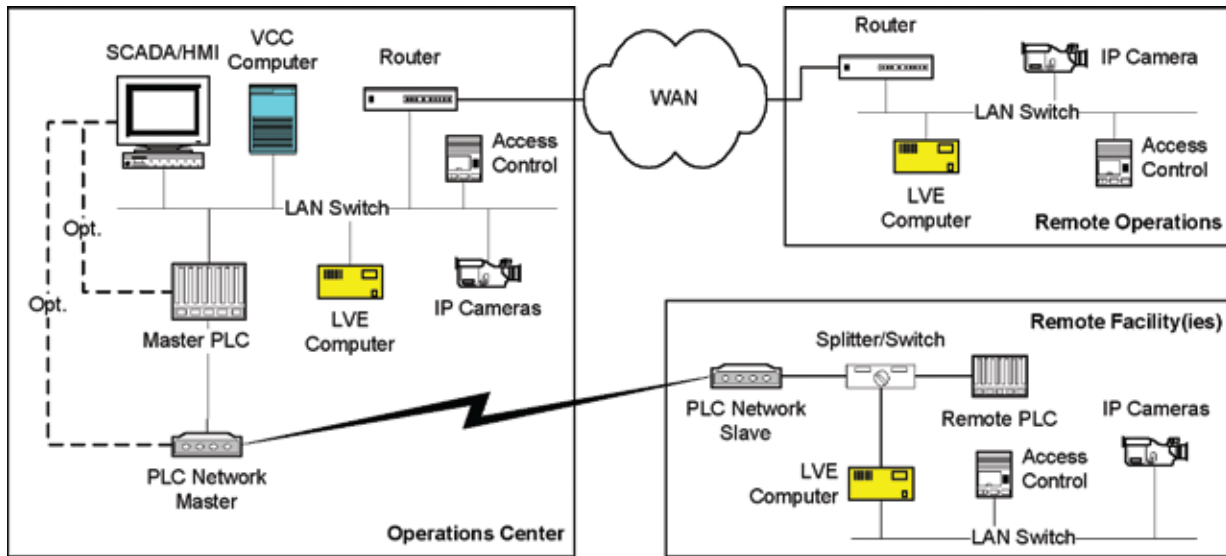 SCADA/HMI
VCC
Computer
Router
Access
Control
LAN Switch
Opt.
Opt.
Master PLC
LVE
Computer
IP Cameras
PLC Network
Master
Operations Center
WAN
Router
IP Camera
LAN Switch
LVE
Computer
Access
Control
Remote Operations
Remote Facility(ies)
Splitter/Switch
PLC Network
Slave
Remote PLC
IP Cameras
LVE
Computer
Access
Control
LAN Switch